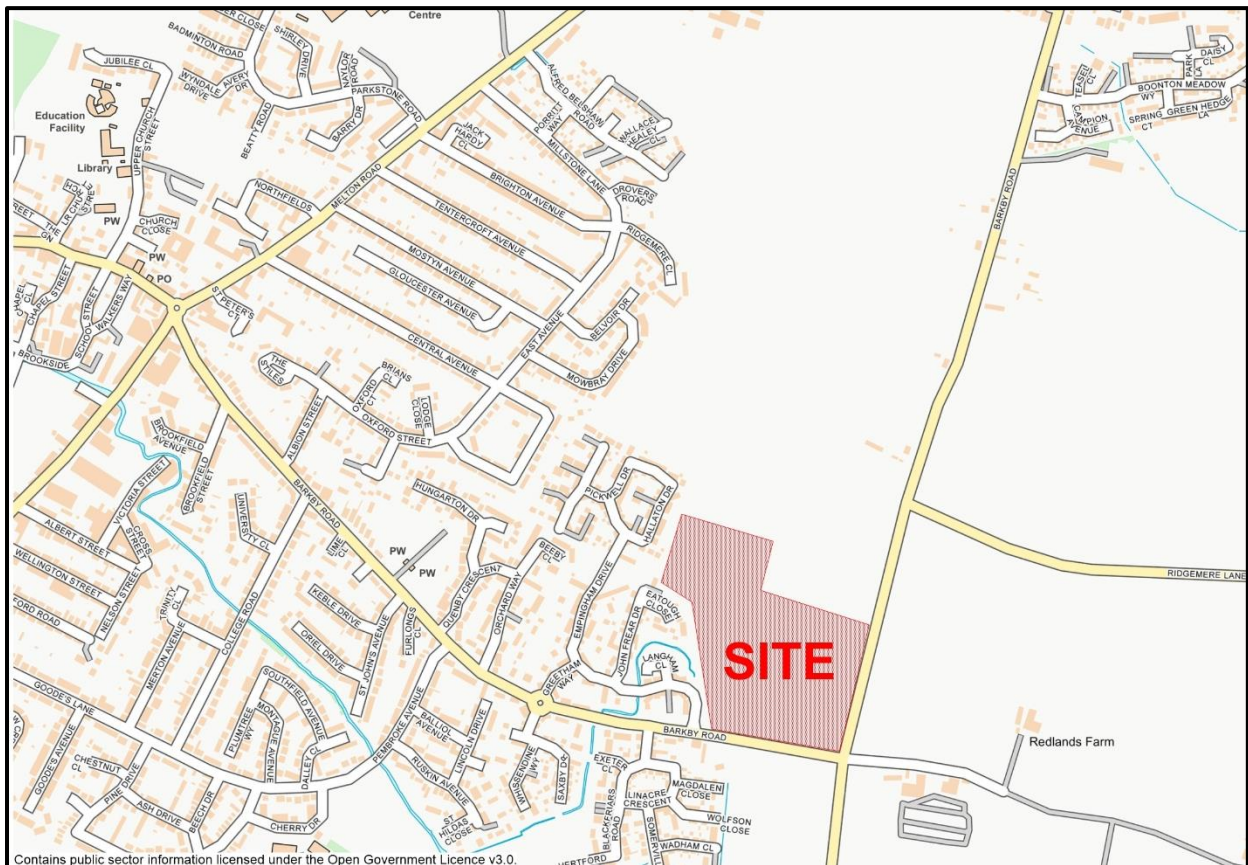 Centre
BADMINTON ROAD
SHIRLEY DRIVE
JUBILEE CL
WYNDALE
DRIVE
AVERY
DR
NAYLOR
ROAD
PARKSTONE ROAD
BARRY DR
BEATTY ROAD
Education
Facility
Library
UPPER CHURCH
STREET
PW
CHURCH
CLOSE
PW
PO
THE
GN
CHAPEL STREET
SCHOOL STREET
WALKERS WAY
BROOKSIDE
NORTHFIELDS
MELTON ROAD
ST PETER'S
CT
JACK
HARDY
CL
ALFRED BELSHAW
ROAD
PORRITT
WAY
WALLACE
HEALEY
CL
MILLSTONE LANE
DROVERS
ROAD
RIDGEMERE CL
BRIGHTON AVENUE
TENTERCROFT AVENUE
MOSTYN AVENUE
GLOUCESTER AVENUE
CENTRAL AVENUE
EAST AVENUE
BELVOIR DR
MOWBRAY DRIVE
THE
STILES
OXFORD
CT
BRIANS
CL
LODGE
CLOSE
OXFORD STREET
ALBION STREET
BROOKFIELD
AVENUE
BROOKFIELD
STREET
VICTORIA STREET
CROSS
STREET
ALBERT STREET
WELLINGTON STREET
NELSON STREET
FORD ROAD
UNIVERSITY CL
BARKBY ROAD
LIME
CL
PW
PW
HUNGARTON DR
QUENBY CRESCENT
BEEBY
CL
ORCHARD WAY
PICKWELL DR
HALLATON DR
EMPINGHAM DRIVE
EATOUGH
CLOSE
JOHN FREAR DR
LANGHAM
CL
GREETHAM
WAY
TRINITY
CL
MERTON AVENUE
COLLEGE ROAD
KEBLE DRIVE
ORIEL DRIVE
ST JOHN'S AVENUE
FURLONGS
CL
GOODE'S LANE
GOODE'S AVENUE
CHESTNUT
CL
PINE DRIVE
ASH DRIVE
BEECH DR
CHERRY DR
PLUMTREE
WY
MONTAGUE AVENUE
SOUTHFIELD AVENUE
DALLEY CL
PEMBROKE AVENUE
BALLIOL
AVENUE
RUSKIN AVENUE
LINCOLN DRIVE
ST
HILDAS
CLOSE
WHISSENDINE
WY
SAXBY DR
BARKBY ROAD
EXETER
CL
BLACKFRIARS
ROAD
LINACRE
CRESCENT
MAGDALEN
CLOSE
WOLFSON
CLOSE
WADHAM CL
HERTFORD
SITE
BARKBY ROAD
TEASEL
CL
PARK
LA
DAISY
CL
BOONTON MEADOW
WY
SPRING
CT
GREEN HEDGE
LA
RIDGEMERE LANE
Redlands Farm
Contains public sector information licensed under the Open Government Licence v3.0.